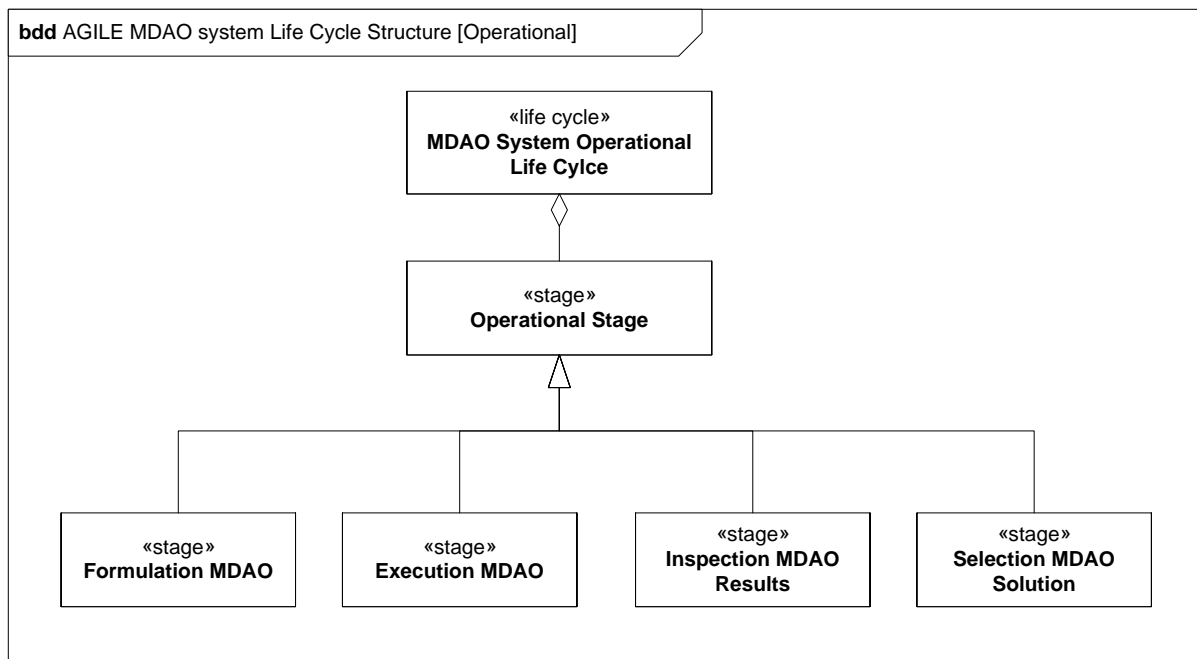 bdd AGILE MDAO system Life Cycle Structure [Operational]
«life cycle»
MDAO System Operational
Life Cylce
«stage»
Operational Stage
«stage»
Formulation MDAO
«stage»
Execution MDAO
«stage»
Inspection MDAO
Results
«stage»
Selection MDAO
Solution